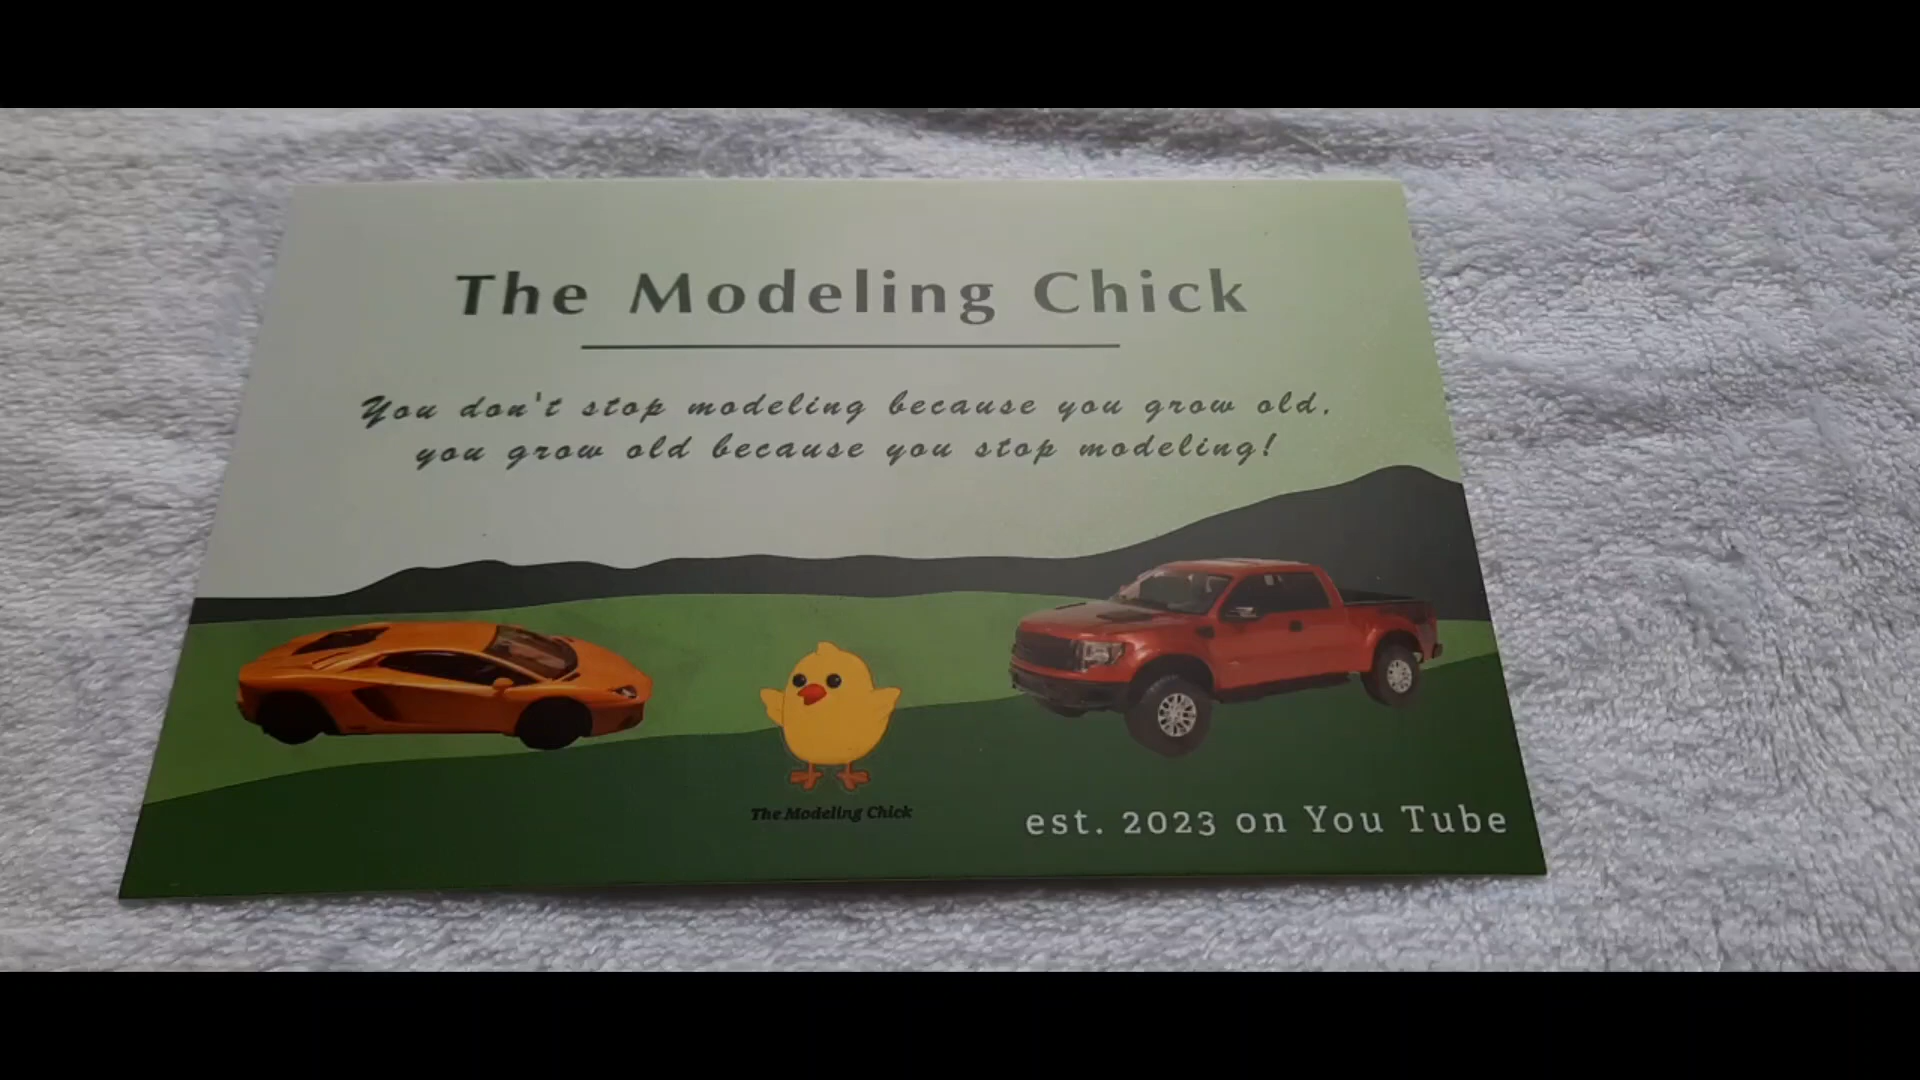 The Modeling Chick
You don't stop modeling because you grow old,
you grow old because you stop modeling!
The Modeling Chick
est. 2023 on You Tube